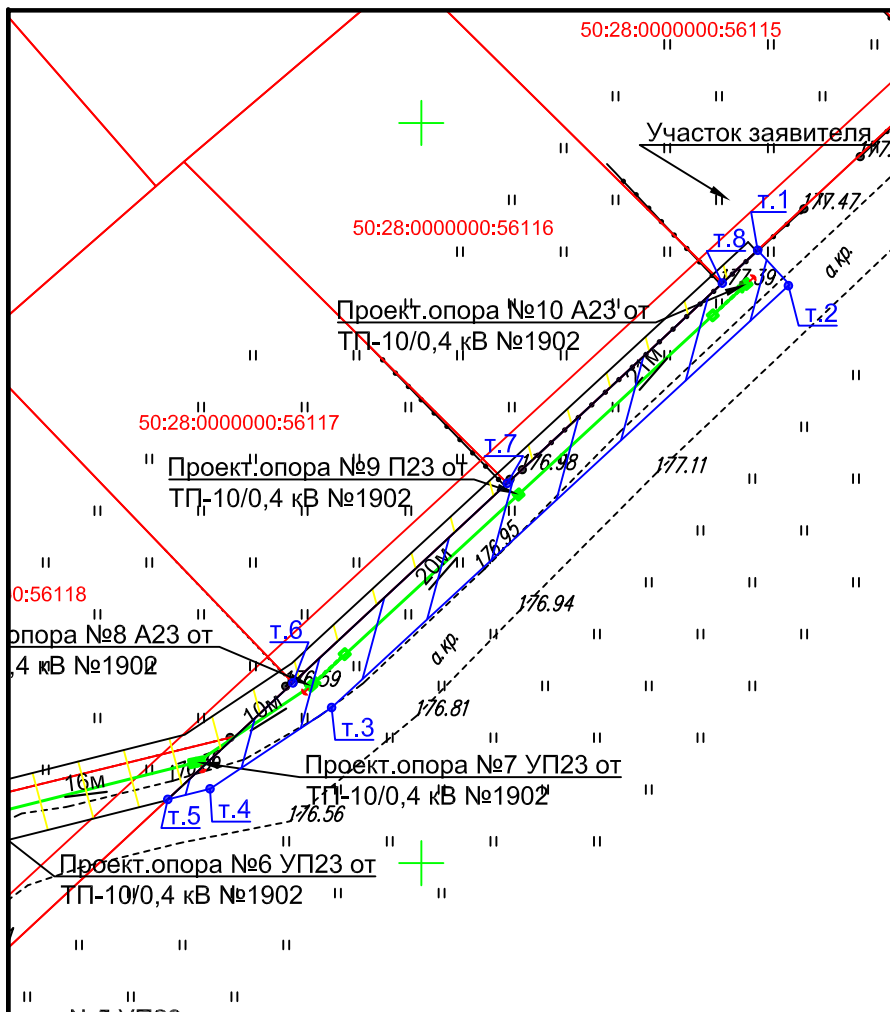 50:28:0000000:56115
Участок заявителя
177.47
т.1
50:28:0000000:56116
т.8
а.кр.
177.39
Проект.опора №10 А23 от
ТП-10/0,4 кВ №1902
т.2
50:28:0000000:56117
т.7
176.98
177.11
Проект.опора №9 П23 от
ТП-10/0,4 кВ №1902
176.95
20м
0:56118
176.94
опора №8 А23 от
,4 кВ №1902
т.6
а.кр.
176.59
10м
176.81
т.3
Проект.опора №7 УП23 от
ТП-10/0,4 кВ №1902
16м
т.5
т.4
176.56
Проект.опора №6 УП23 от
ТП-10/0,4 кВ №1902